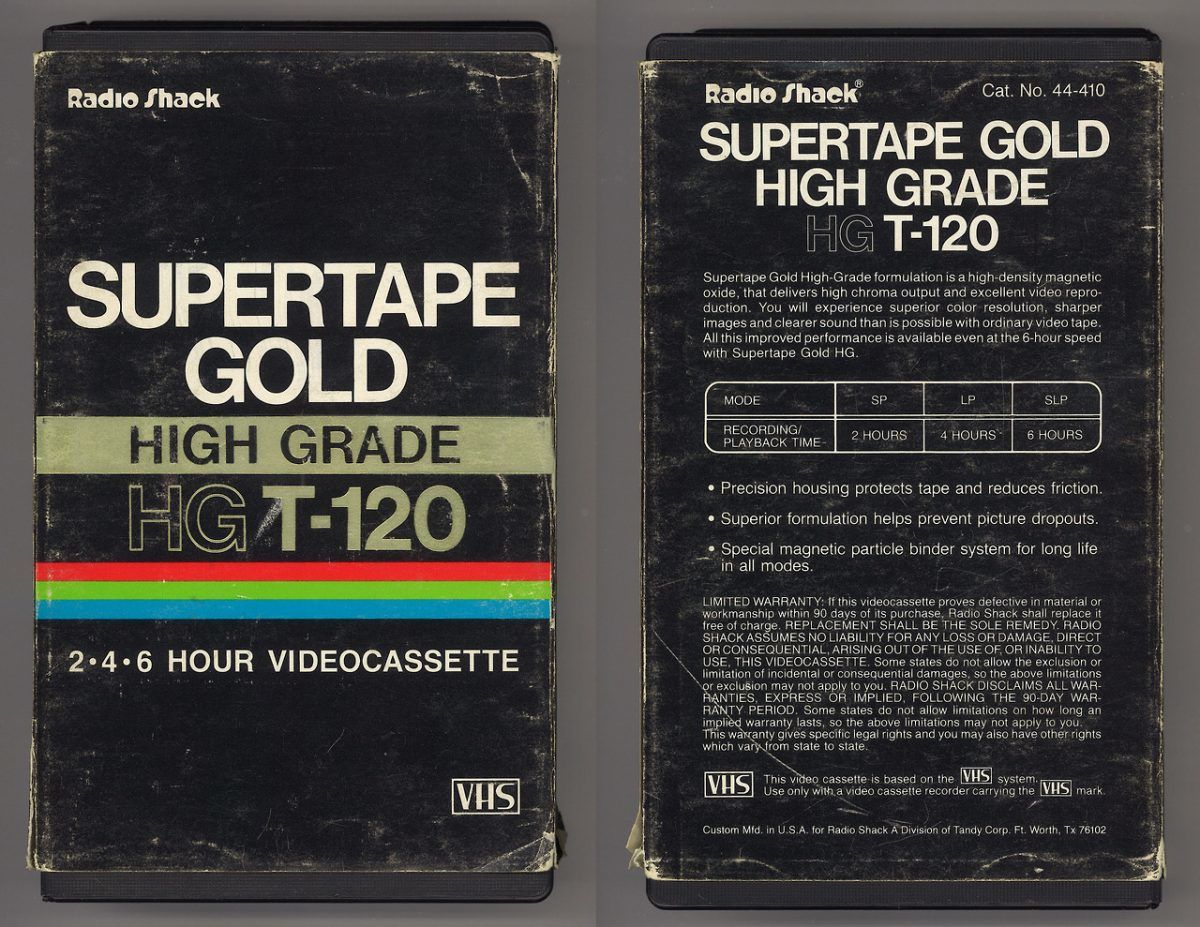 Radio Shack
SUPERTAPE
GOLD
HIGH GRADE
HG T-120
2•4•6 HOUR VIDEOCASSETTE
VHS
Radio Shack® Cat. No. 44-410
SUPERTAPE GOLD
HIGH GRADE
HG T-120
Supertape Gold High-Grade formulation is a high-density magnetic
oxide, that delivers high chroma output and excellent video repro-
duction. You will experience superior color resolution, sharper
images and clearer sound than is possible with ordinary video tape.
All this improved performance is available even at the 6-hour speed
with Supertape Gold HG.
MODE SP LP SLP
RECORDING/
PLAYBACK TIME 2 HOURS 4 HOURS 6 HOURS
• Precision housing protects tape and reduces friction.
• Superior formulation helps prevent picture dropouts.
• Special magnetic particle binder system for long life
in all modes.
LIMITED WARRANTY: If this videocassette proves defective in material or
workmanship within 90 days of its purchase, Radio Shack shall replace it
free of charge. REPLACEMENT SHALL BE THE SOLE REMEDY. RADIO
SHACK ASSUMES NO LIABILITY FOR ANY LOSS OR DAMAGE, DIRECT
OR CONSEQUENTIAL, ARISING OUT OF THE USE OF, OR INABILITY TO
USE, THIS VIDEOCASSETTE. Some states do not allow the exclusion or
limitation of incidental or consequential damages, so the above limitations
or exclusion may not apply to you. RADIO SHACK DISCLAIMS ALL WAR-
RANTIES, EXPRESS OR IMPLIED, FOLLOWING THE 90-DAY WAR-
RANTY PERIOD. Some states do not allow limitations on how long an
implied warranty lasts, so the above limitations may not apply to you.
This warranty gives specific legal rights and you may also have other rights
which vary from state to state.
VHS This video cassette is based on the VHS system.
Use only with a video cassette recorder carrying the VHS mark.
Custom Mfd. in U.S.A. for Radio Shack A Division of Tandy Corp. Ft. Worth, Tx 76102